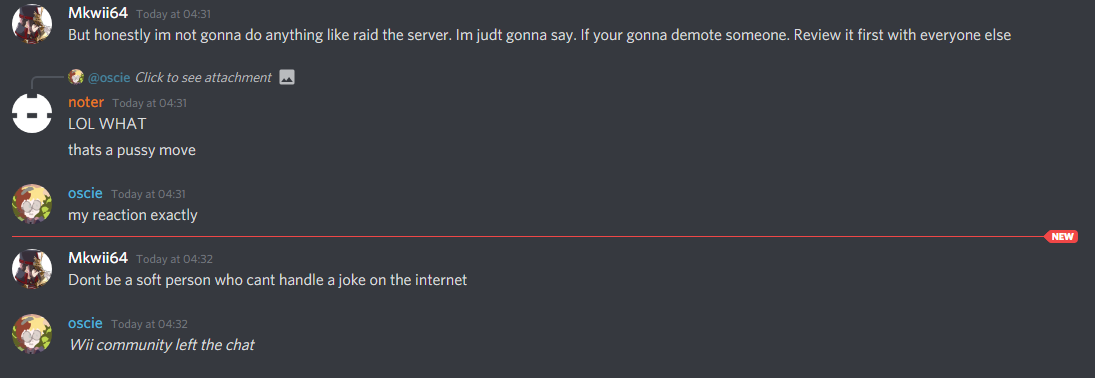 Mkwii64 Today at 04:31
But honestly im not gonna do anything like raid the server. Im judt gonna say. If your gonna demote someone. Review it first with everyone else
@oscie Click to see attachment
noter Today at 04:31
LOL WHAT
thats a pussy move
oscie Today at 04:31
my reaction exactly
NEW
Mkwii64 Today at 04:32
Dont be a soft person who cant handle a joke on the internet
oscie Today at 04:32
Wii community left the chat